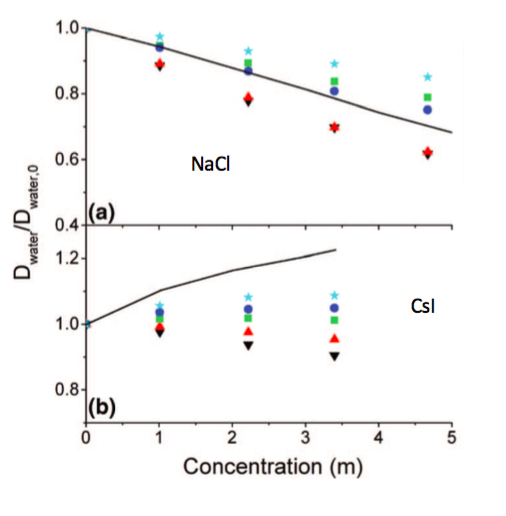 1.0
0.8
0.6
0.4
NaCl
(a)
D_water/D_water,0
1.2
1.0
0.8
CsI
(b)
0 1 2 3 4 5
Concentration (m)